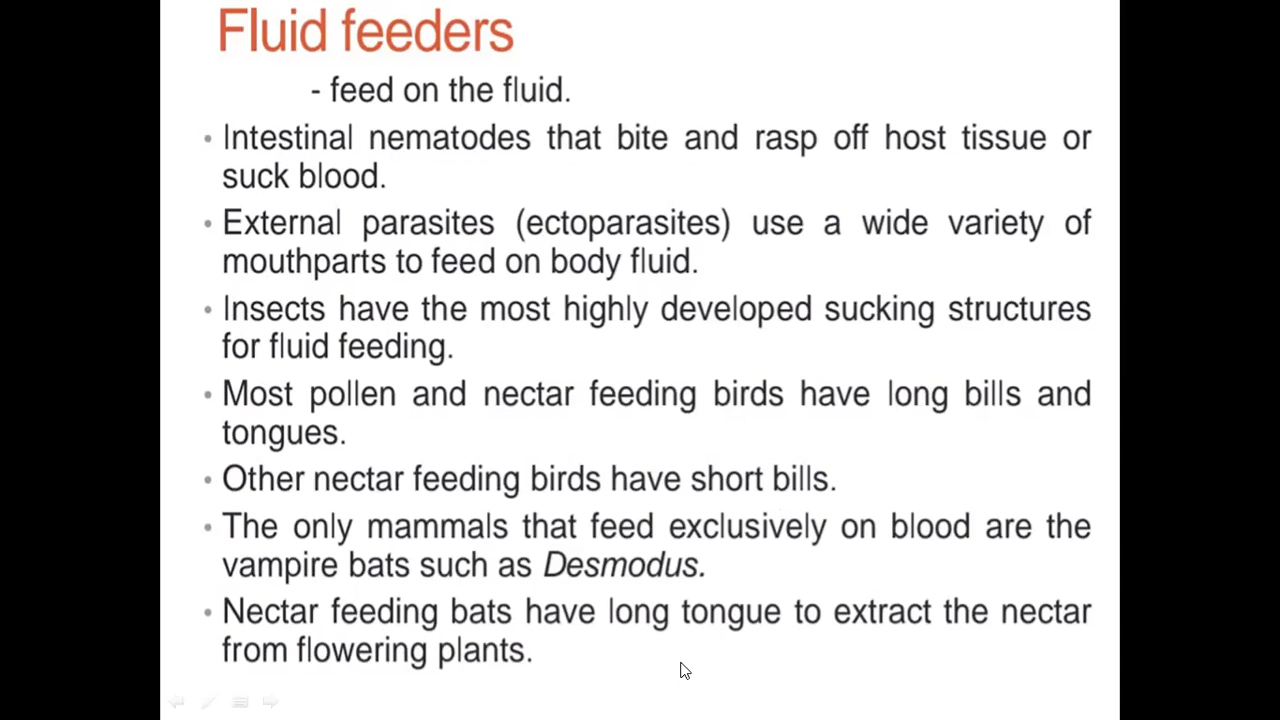 Fluid feeders
- feed on the fluid.
• Intestinal nematodes that bite and rasp off host tissue or
suck blood.
• External parasites (ectoparasites) use a wide variety of
mouthparts to feed on body fluid.
• Insects have the most highly developed sucking structures
for fluid feeding.
• Most pollen and nectar feeding birds have long bills and
tongues.
• Other nectar feeding birds have short bills.
• The only mammals that feed exclusively on blood are the
vampire bats such as Desmodus.
• Nectar feeding bats have long tongue to extract the nectar
from flowering plants.